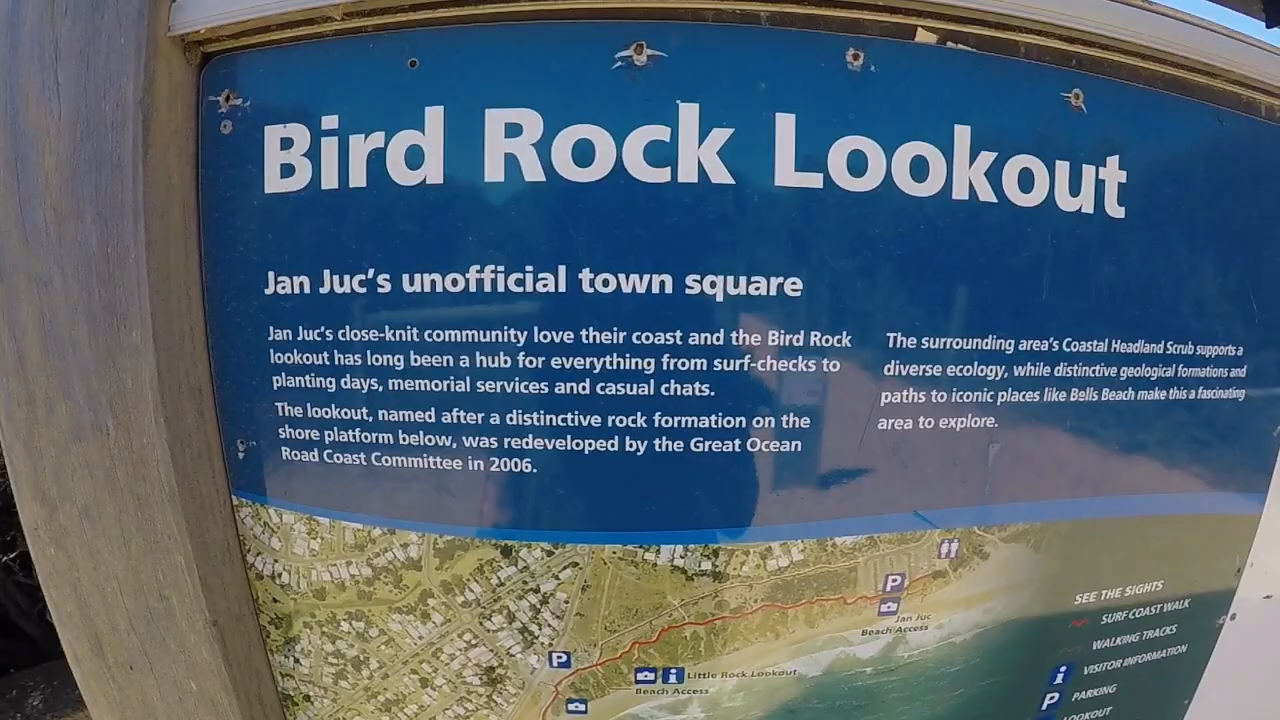 Bird Rock Lookout
Jan Juc's unofficial town square
Jan Juc's close-knit community love their coast and the Bird Rock
lookout has long been a hub for everything from surf-checks to
planting days, memorial services and casual chats.
The lookout, named after a distinctive rock formation on the
shore platform below, was redeveloped by the Great Ocean
Road Coast Committee in 2006.
The surrounding area's Coastal Headland Scrub supports a
diverse ecology, while distinctive geological formations and
paths to iconic places like Bells Beach make this a fascinating
area to explore.
P
Jan Juc
Beach Access
P
i Little Rock Lookout
Beach Access
SEE THE SIGHTS
SURF COAST WALK
WALKING TRACKS
i VISITOR INFORMATION
P PARKING
LOOKOUT